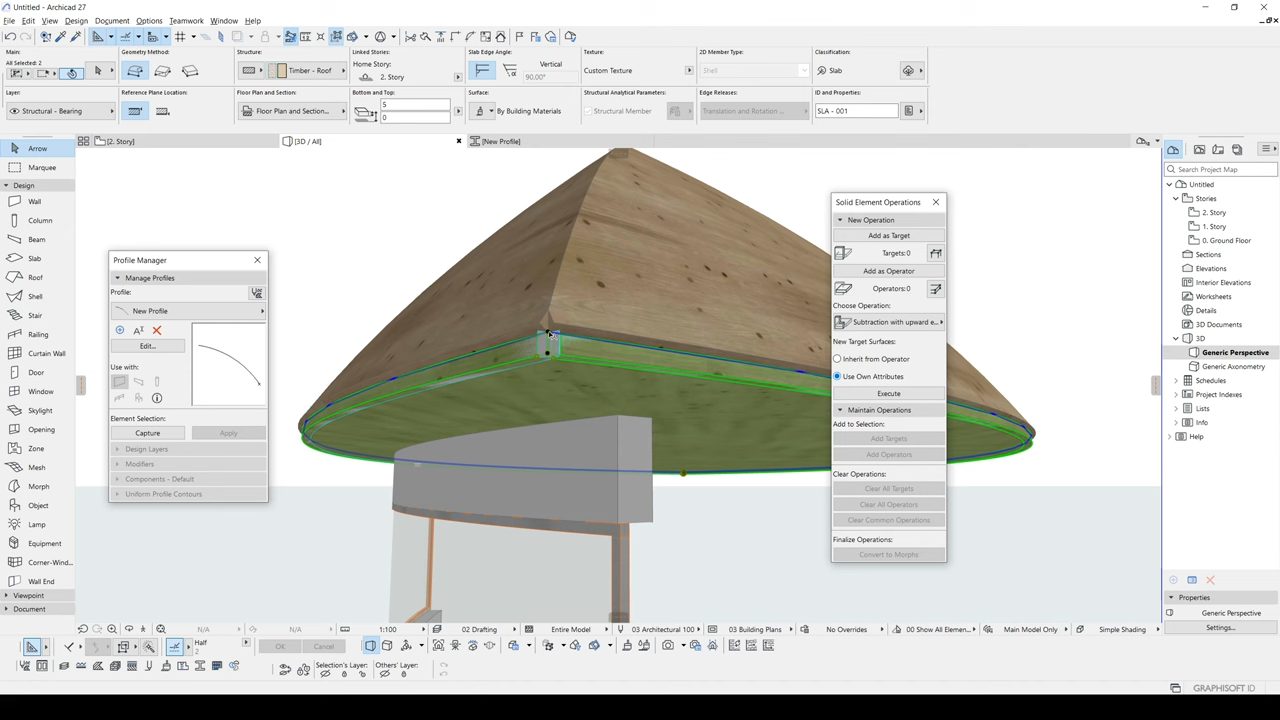 Untitled - Archicad 27
File Edit View Design Document Options Teamwork Window Help
Main:
All Selected: 2
Geometry Method:
Structure:
Timber - Roof
Linked Stories:
Home Story:
2. Story
Slab Edge Angle:
Vertical
90.00°
Texture:
Custom Texture
2D Member Type:
Shell
Classification:
Slab
Layer:
Structural - Bearing
Reference Plane Location:
Floor Plan and Section:
Floor Plan and Section...
Bottom and Top:
5
0
Surface:
By Building Materials
Structural Analytical Parameters:
Structural Member
Edge Releases:
Translation and Rotation ...
ID and Properties:
SLA - 001
[2. Story]
[3D / All]
[New Profile]
Arrow
Marquee
Design
Wall
Column
Beam
Slab
Roof
Shell
Stair
Railing
Curtain Wall
Door
Window
Skylight
Opening
Zone
Mesh
Morph
Object
Lamp
Equipment
Corner-Wind...
Wall End
Viewpoint
Document
Profile Manager
Manage Profiles
Profile:
New Profile
Edit...
Use with:
Element Selection:
Capture
Apply
Design Layers
Modifiers
Components - Default
Uniform Profile Contours
Solid Element Operations
New Operation
Add as Target
Targets:0
Add as Operator
Operators:0
Choose Operation:
Subtraction with upward e...
New Target Surfaces:
Inherit from Operator
Use Own Attributes
Execute
Maintain Operations
Add to Selection:
Add Targets
Add Operators
Clear Operations:
Clear All Targets
Clear All Operators
Clear Common Operations
Finalize Operations:
Convert to Morphs
Search Project Map
Untitled
Stories
2. Story
1. Story
0. Ground Floor
Sections
Elevations
Interior Elevations
Worksheets
Details
3D Documents
3D
Generic Perspective
Generic Axonometry
Schedules
Project Indexes
Lists
Info
Help
Properties
Generic Perspective
Settings...
N/A
N/A
1:100
02 Drafting
Entire Model
03 Architectural 100
03 Building Plans
No Overrides
00 Show All Elemen...
Main Model Only
Simple Shading
Half
2
OK
Cancel
Selection's Layer:
Others' Layer:
GRAPHISOFT ID